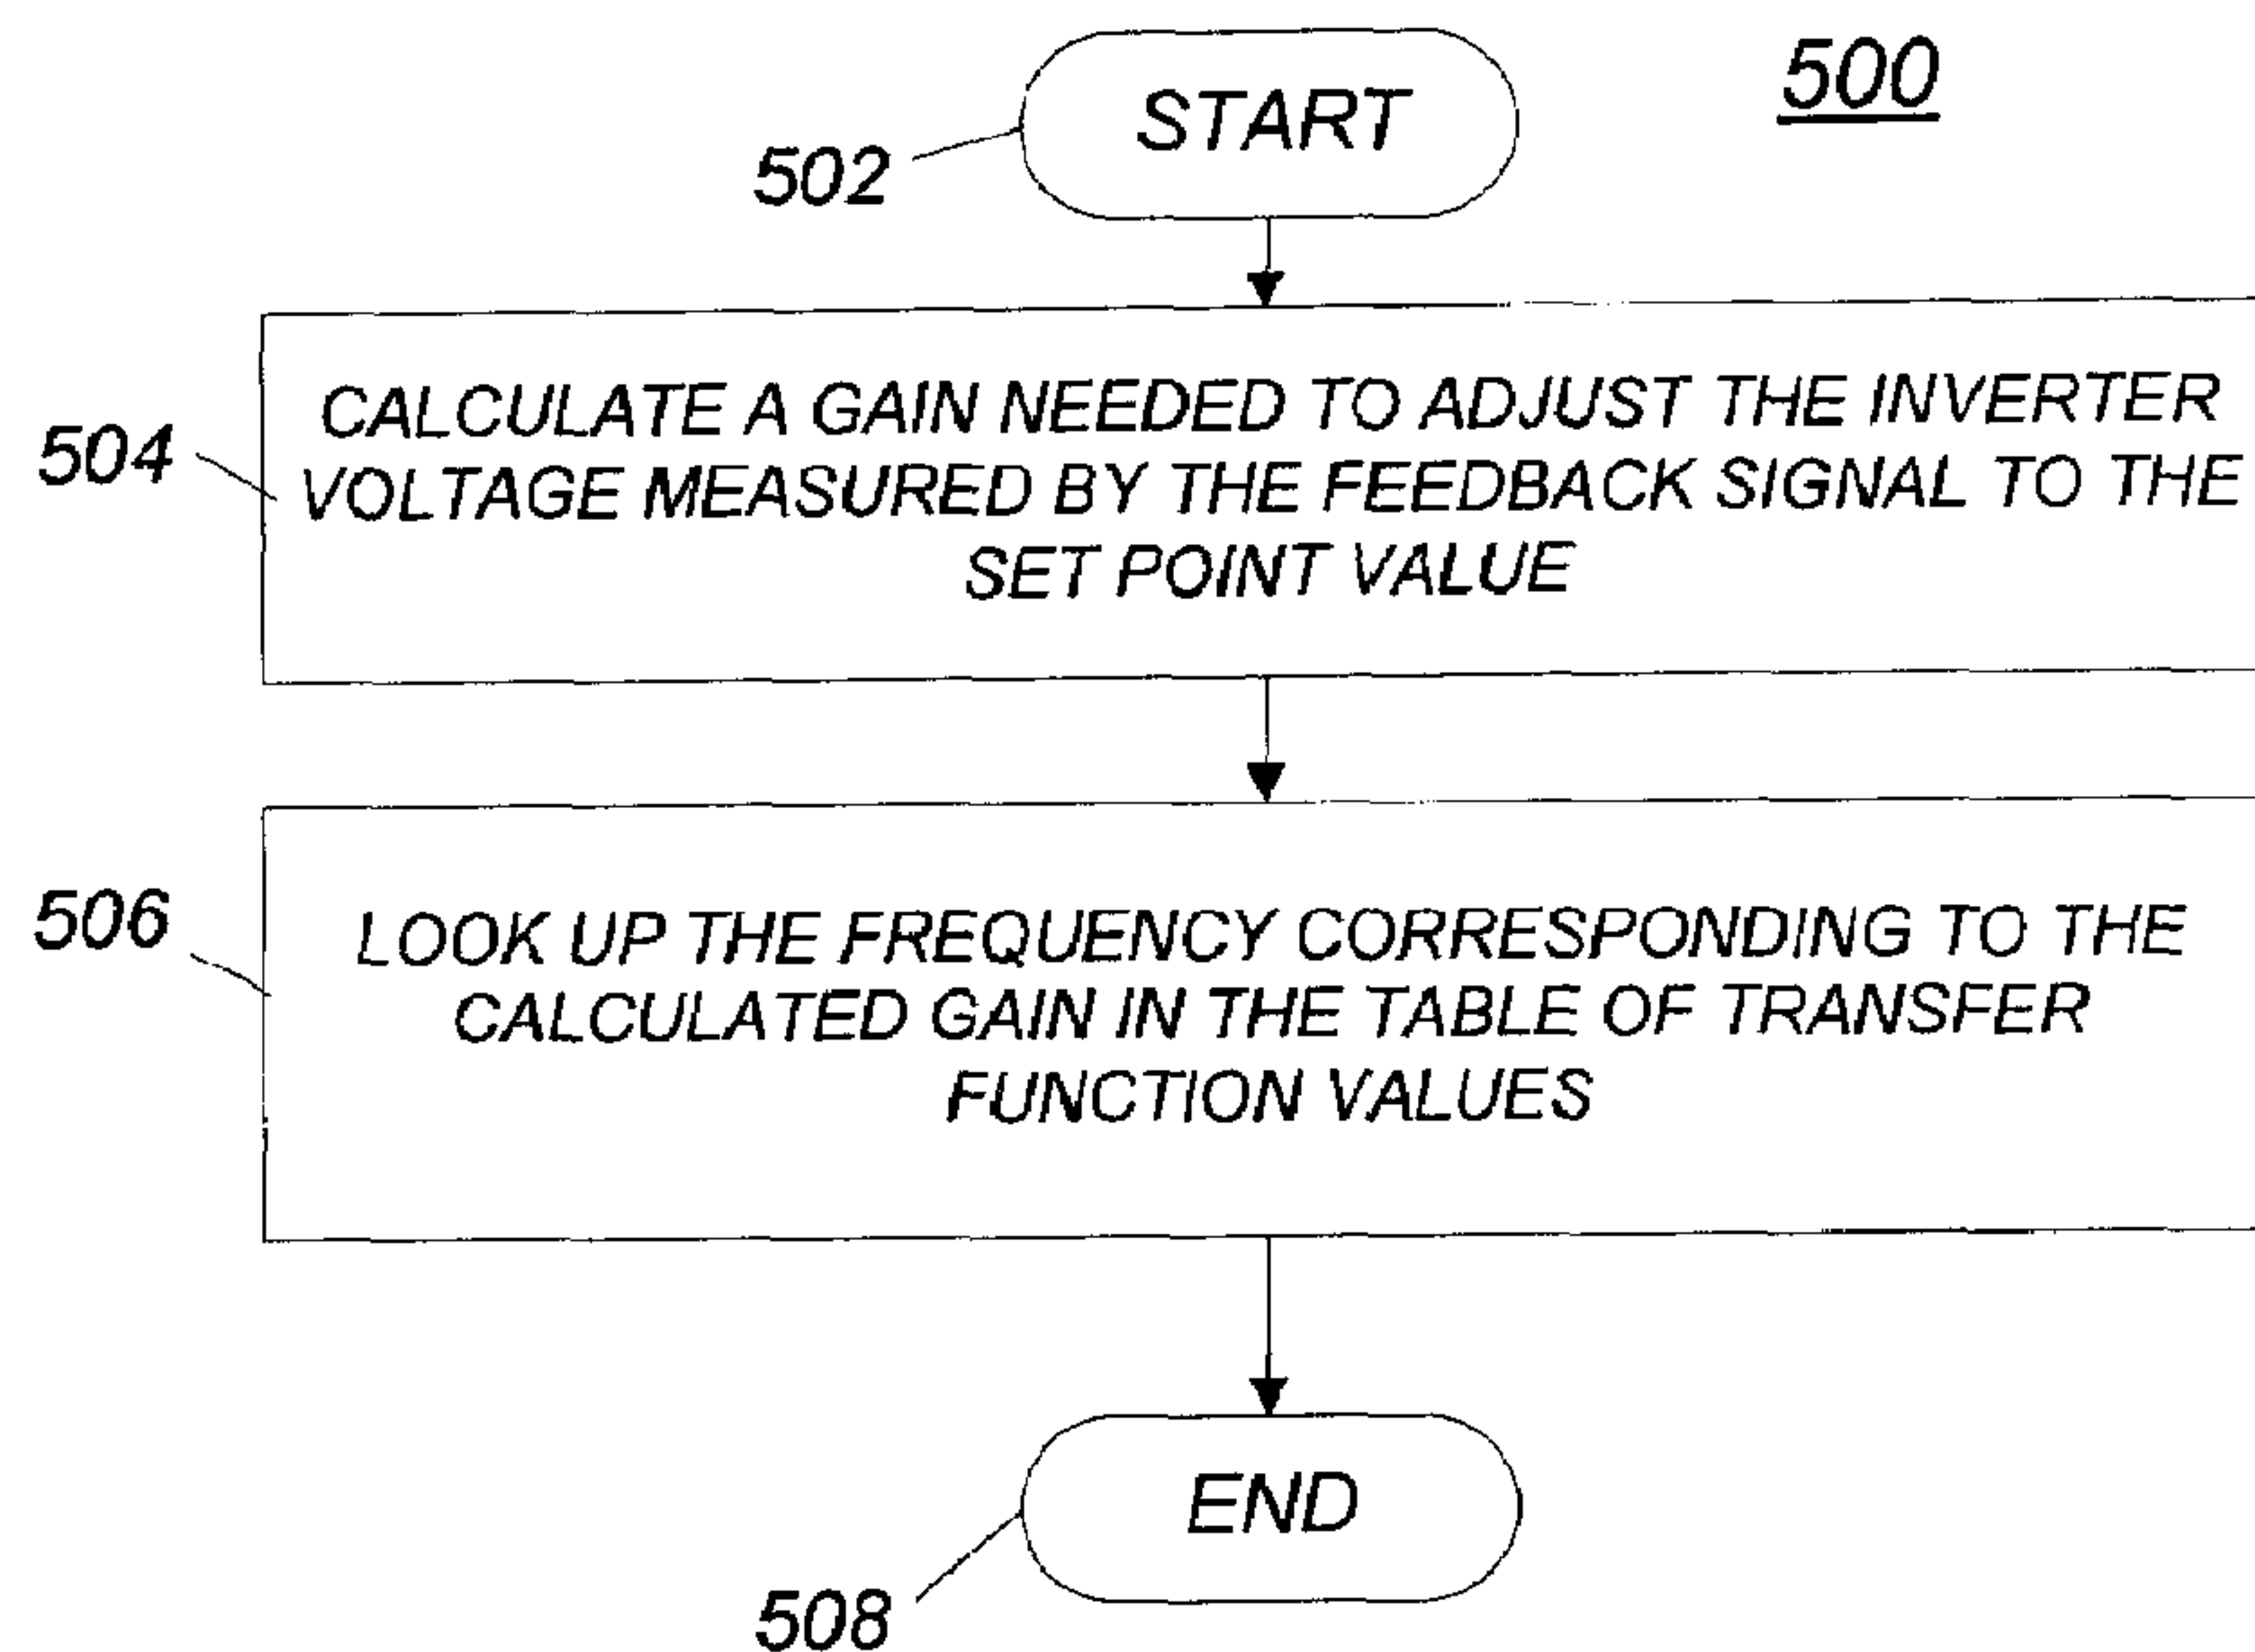 500
START
502
CALCULATE A GAIN NEEDED TO ADJUST THE INVERTER
VOLTAGE MEASURED BY THE FEEDBACK SIGNAL TO THE
SET POINT VALUE
504
LOOK UP THE FREQUENCY CORRESPONDING TO THE
CALCULATED GAIN IN THE TABLE OF TRANSFER
FUNCTION VALUES
506
END
508